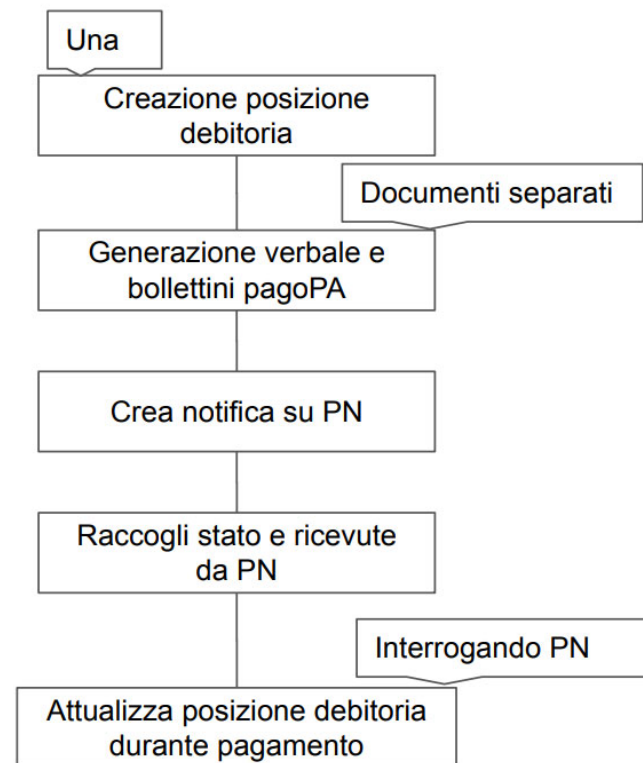 Una
Creazione posizione
debitoria
Documenti separati
Generazione verbale e
bollettini pagoPA
Crea notifica su PN
Raccogli stato e ricevute
da PN
Interrogando PN
Attualizza posizione debitoria
durante pagamento